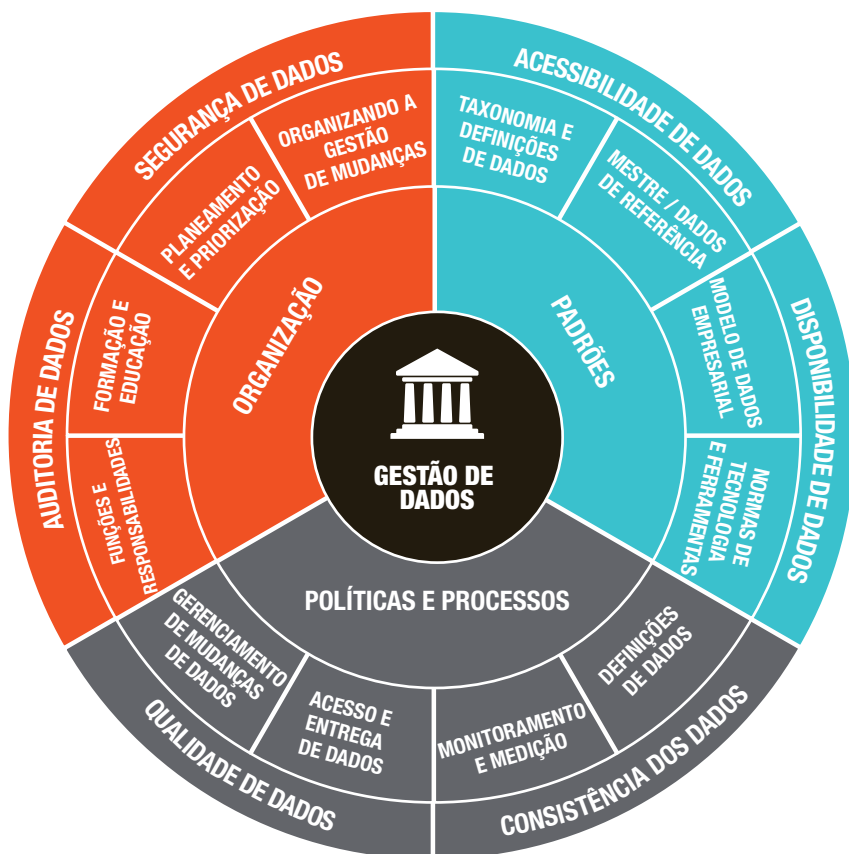 SEGURANÇA DE DADOS
ACESSIBILIDADE DE DADOS
ORGANIZANDO A
GESTÃO
DE MUDANÇAS
TAXONOMIA E
DEFINIÇÕES
DE DADOS
PLANEAMENTO
E PRIORIZAÇÃO
MESTRE / DADOS
DE REFERÊNCIA
AUDITORIA DE DADOS
FORMAÇÃO E
EDUCAÇÃO
ORGANIZAÇÃO
PADRÕES
MODELO DE DADOS
EMPRESARIAL
DISPONIBILIDADE DE DADOS
GESTÃO DE
DADOS
FUNÇÕES E
RESPONSABILIDADES
NORMAS DE
TECNOLOGIA
E FERRAMENTAS
POLÍTICAS E PROCESSOS
GERENCIAMENTO
DE MUDANÇAS
DE DADOS
ACESSO E
ENTREGA
DE DADOS
MONITORAMENTO
E MEDIÇÃO
DEFINIÇÕES
DE DADOS
QUALIDADE DE DADOS
CONSISTÊNCIA DOS DADOS